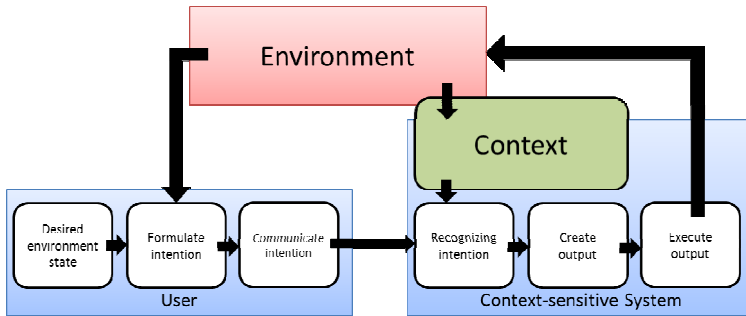 Environment
Context
Desired
environment
state
Formulate
intention
Communicate
intention
Recognizing
intention
Create
output
Execute
output
User
Context-sensitive System